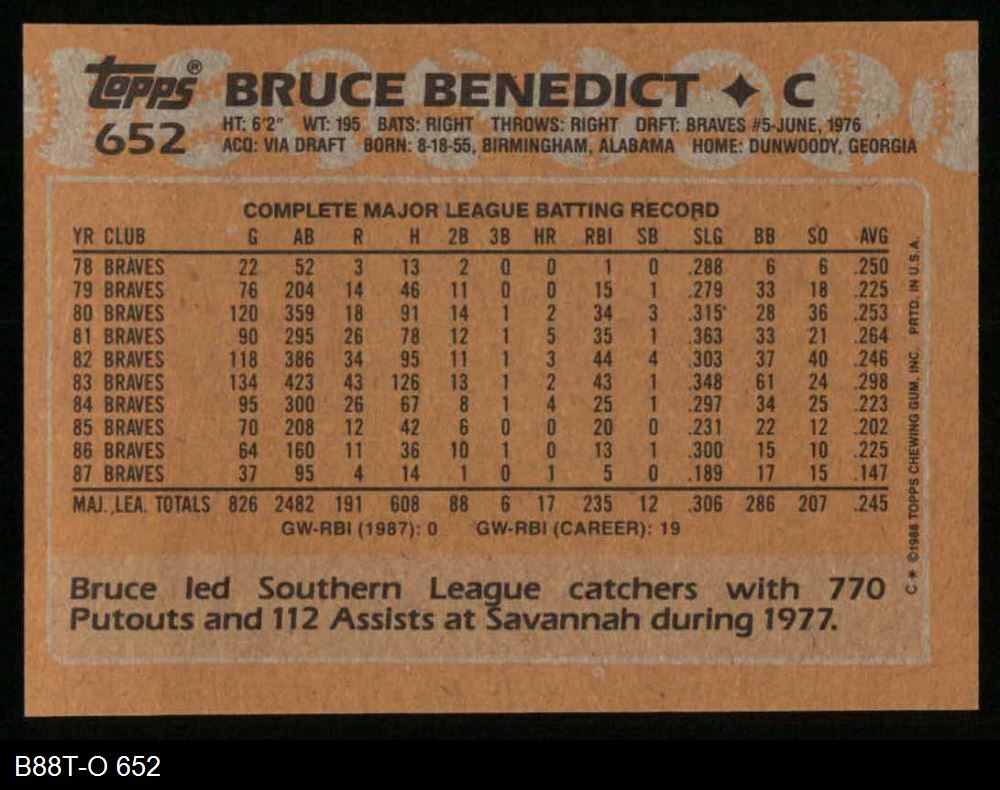 topps® BRUCE BENEDICT ✦ C
652
HT: 6'2" WT: 195 BATS: RIGHT THROWS: RIGHT DRFT: BRAVES #5-JUNE, 1976
ACQ: VIA DRAFT BORN: 8-18-55, BIRMINGHAM, ALABAMA HOME: DUNWOODY, GEORGIA
COMPLETE MAJOR LEAGUE BATTING RECORD
YR CLUB G AB R H 2B 3B HR RBI SB SLG BB SO AVG
78 BRAVES 22 52 3 13 2 0 0 1 0 .288 6 6 .250
79 BRAVES 76 204 14 46 11 0 0 15 1 .279 33 18 .225
80 BRAVES 120 359 18 91 14 1 2 34 3 .315 28 36 .253
81 BRAVES 90 295 26 78 12 1 5 35 1 .363 33 21 .264
82 BRAVES 118 386 34 95 11 1 3 44 4 .303 37 40 .246
83 BRAVES 134 423 43 126 13 1 2 43 1 .348 61 24 .298
84 BRAVES 95 300 26 67 8 1 4 25 1 .297 34 25 .223
85 BRAVES 70 208 12 42 6 0 0 20 0 .231 22 12 .202
86 BRAVES 64 160 11 36 10 1 0 13 1 .300 15 10 .225
87 BRAVES 37 95 4 14 1 0 1 5 0 .189 17 15 .147
MAJ. LEA. TOTALS 826 2482 191 608 88 6 17 235 12 .306 286 207 .245
GW-RBI (1987): 0 GW-RBI (CAREER): 19
Bruce led Southern League catchers with 770
Putouts and 112 Assists at Savannah during 1977.
C* ©1988 TOPPS CHEWING GUM, INC. PRTD. IN U.S.A.
B88T-O 652